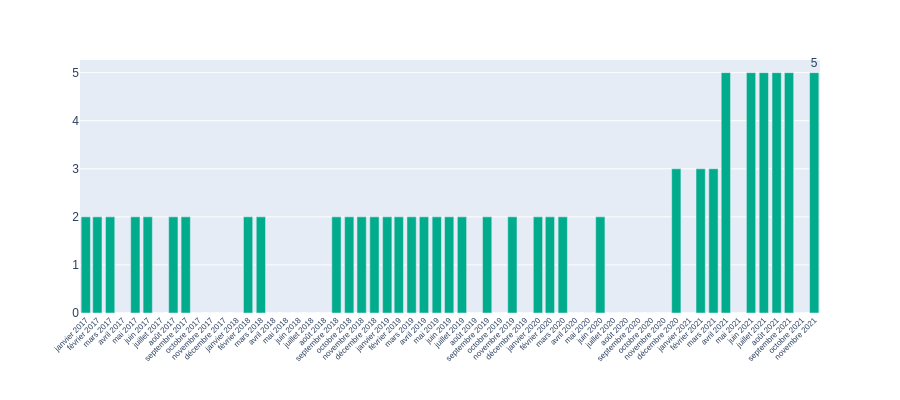 5
5
4
3
2
1
0
janvier 2017
février 2017
mars 2017
avril 2017
mai 2017
juin 2017
juillet 2017
août 2017
septembre 2017
octobre 2017
novembre 2017
décembre 2017
janvier 2018
février 2018
mars 2018
avril 2018
mai 2018
juin 2018
juillet 2018
août 2018
septembre 2018
octobre 2018
novembre 2018
décembre 2018
janvier 2019
février 2019
mars 2019
avril 2019
mai 2019
juin 2019
juillet 2019
août 2019
septembre 2019
octobre 2019
novembre 2019
décembre 2019
janvier 2020
février 2020
mars 2020
avril 2020
mai 2020
juin 2020
juillet 2020
août 2020
septembre 2020
octobre 2020
novembre 2020
décembre 2020
janvier 2021
février 2021
mars 2021
avril 2021
mai 2021
juin 2021
juillet 2021
août 2021
septembre 2021
octobre 2021
novembre 2021